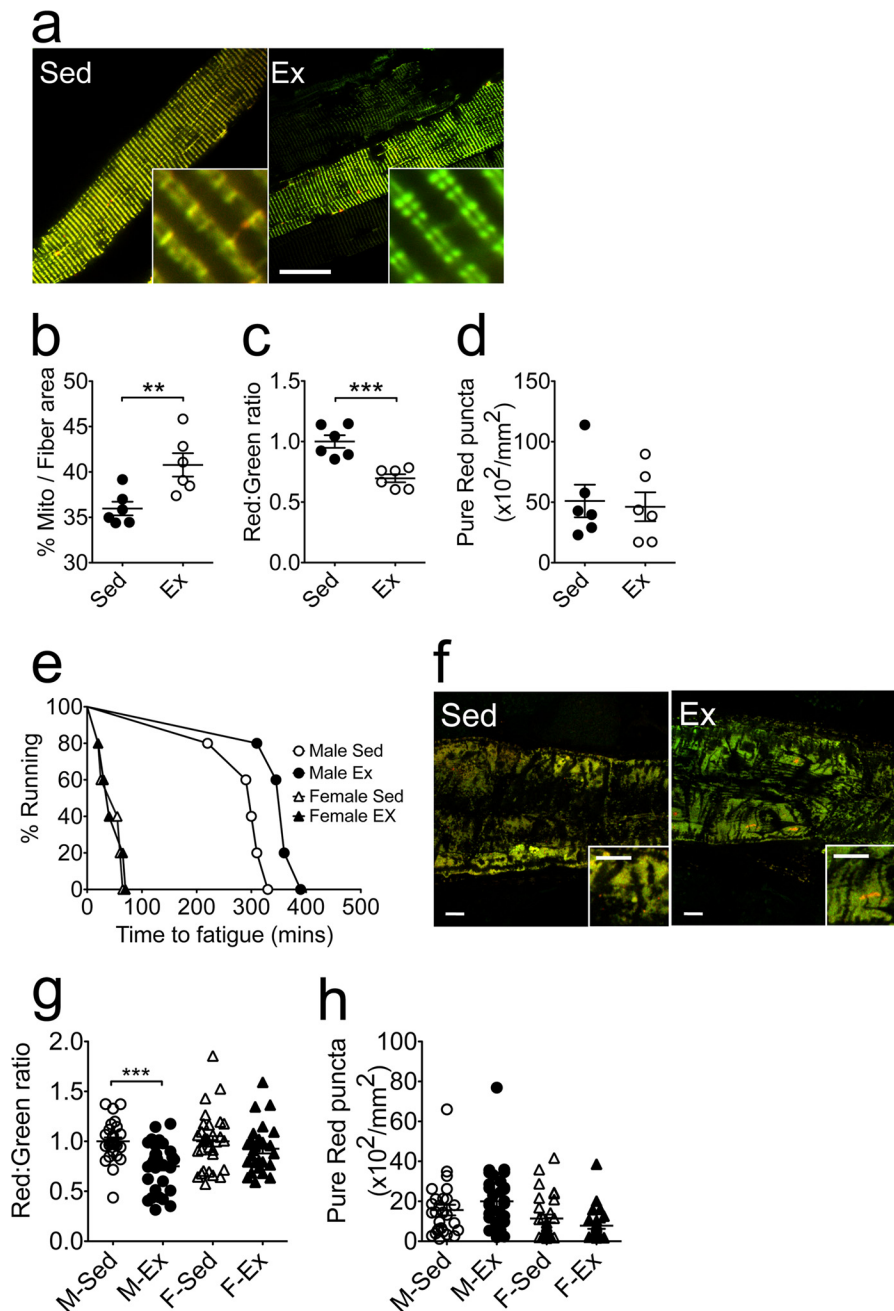 a
Sed
Ex
b
c
d
% Mito / Fiber area
50
45
40
35
30
**
Sed
Ex
Red:Green ratio
1.5
1.0
0.5
0.0
***
Sed
Ex
Pure Red puncta
(x10²/mm²)
150
100
50
0
Sed
Ex
e
% Running
100
80
60
40
20
0
0
100
200
300
400
500
Time to fatigue (mins)
Male Sed
Male Ex
Female Sed
Female EX
f
Sed
Ex
g
Red:Green ratio
2.0
1.5
1.0
0.5
0.0
***
M-Sed
M-Ex
F-Sed
F-Ex
h
Pure Red puncta
(x10²/mm²)
100
80
60
40
20
0
M-Sed
M-Ex
F-Sed
F-Ex